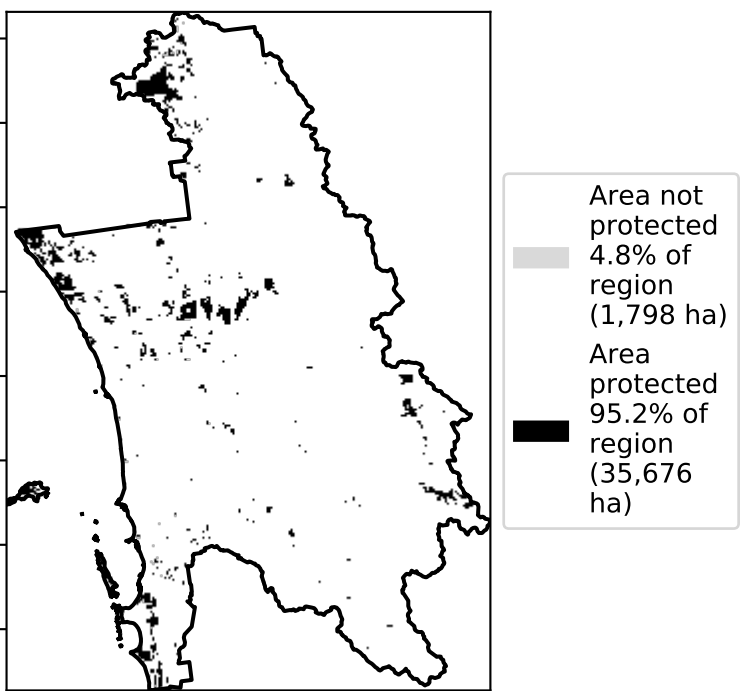 Area not
protected
4.8% of
region
(1,798 ha)
Area
protected
95.2% of
region
(35,676
ha)